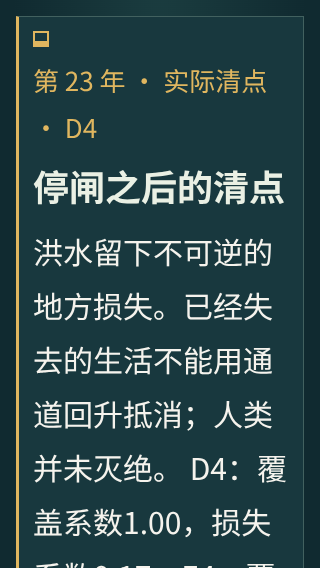 第 23 年 · 实际清点
· D4
停闸之后的清点
洪水留下不可逆的
地方损失。已经失
去的生活不能用通
道回升抵消；人类
并未灭绝。 D4：覆
盖系数1.00，损失